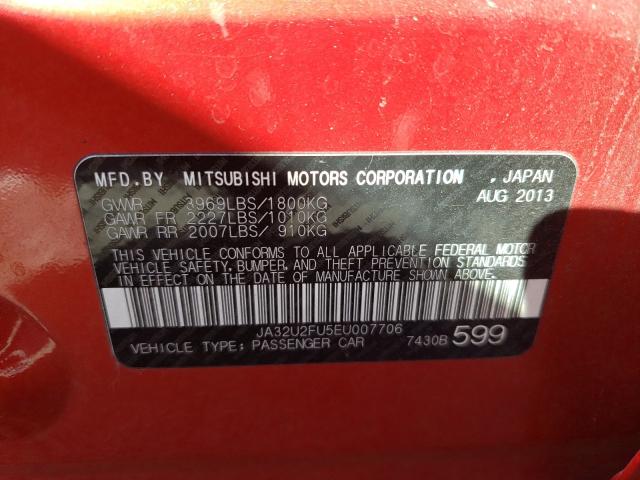 MFD.BY MITSUBISHI MOTORS CORPORATION , JAPAN
GWWR 3969LBS/1800KG AUG 2013
GAWR FR 2227LBS/1010KG
GAWR RR 2007LBS/ 910KG
THIS VEHICLE CONFORMS TO ALL APPLICABLE FEDERAL MOTOR
VEHICLE SAFETY, BUMPER, AND THEFT PREVENTION STANDARDS
IN EFFECT ON THE DATE OF MANUFACTURE SHOWN ABOVE.
JA32U2FU5EU007706
VEHICLE TYPE: PASSENGER CAR 7430B 599